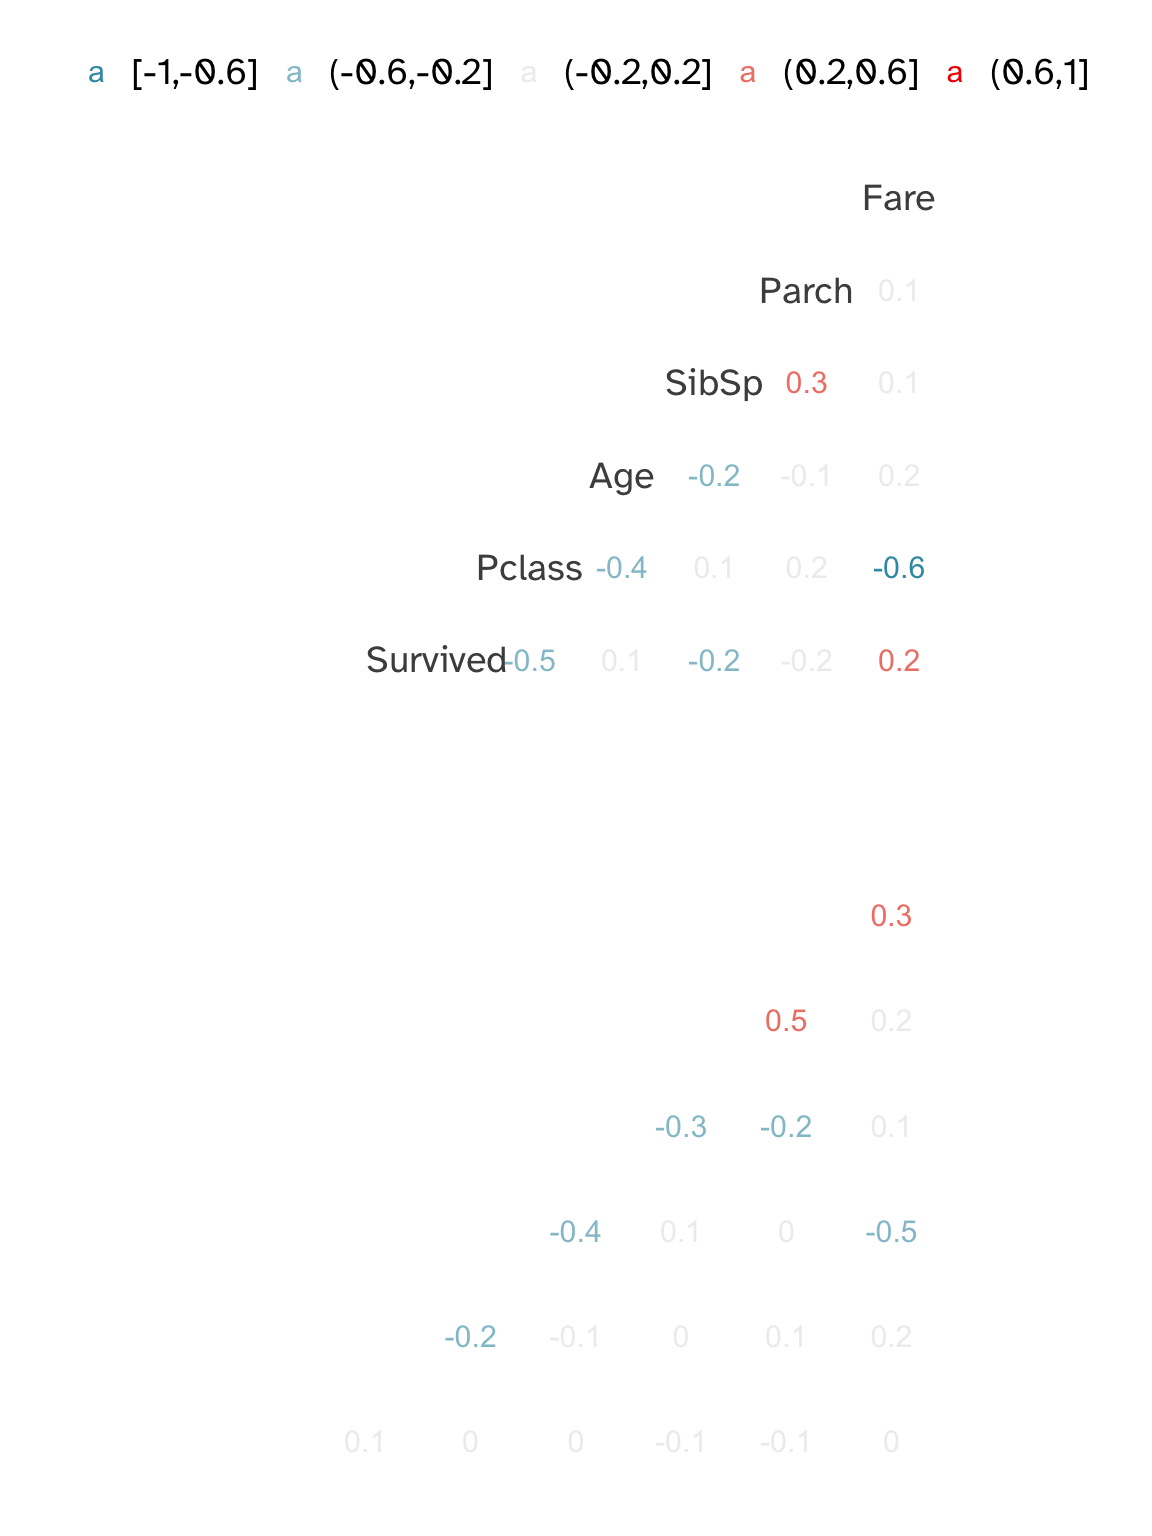 a [-1,-0.6] a (-0.6,-0.2] a (-0.2,0.2] a (0.2,0.6] a (0.6,1]
Fare
Parch 0.1
SibSp 0.3 0.1
Age -0.2 -0.1 0.2
Pclass -0.4 0.1 0.2 -0.6
Survived -0.5 0.1 -0.2 -0.2 0.2
0.3
0.5 0.2
-0.3 -0.2 0.1
-0.4 0.1 0 -0.5
-0.2 -0.1 0 0.1 0.2
0.1 0 0 -0.1 -0.1 0